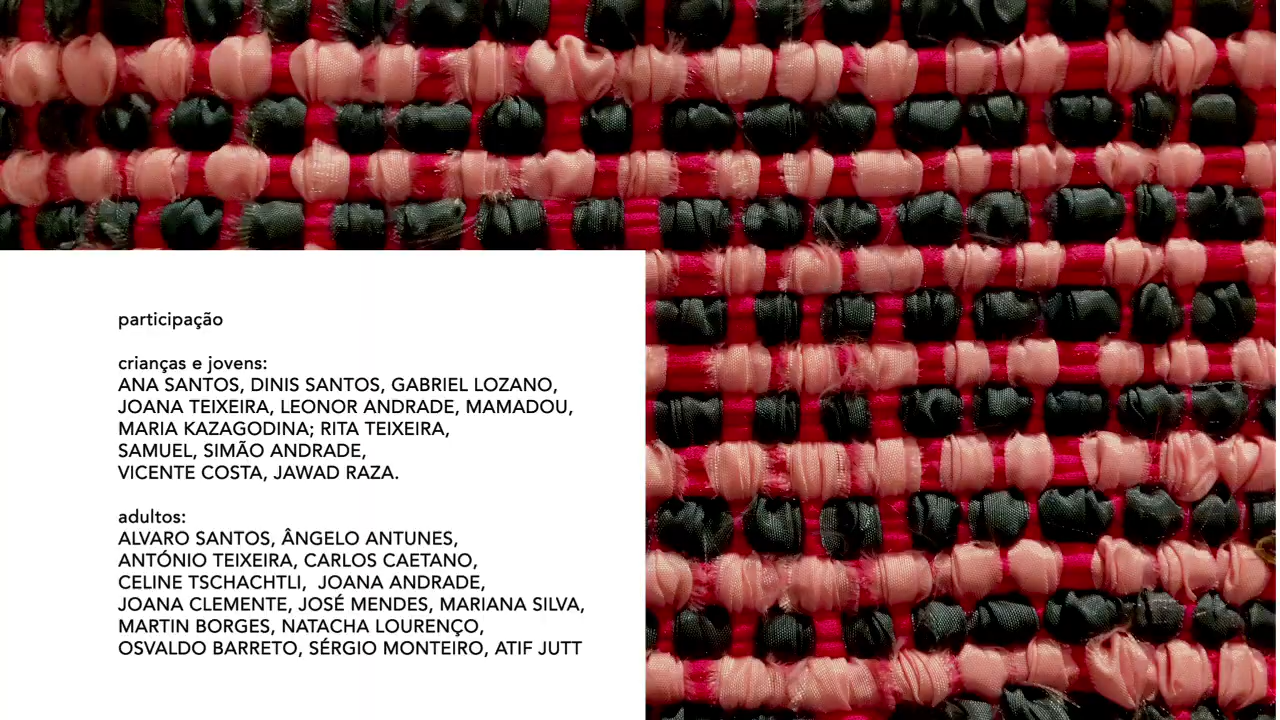 participação
crianças e jovens:
ANA SANTOS, DINIS SANTOS, GABRIEL LOZANO,
JOANA TEIXEIRA, LEONOR ANDRADE, MAMADOU,
MARIA KAZAGODINA; RITA TEIXEIRA,
SAMUEL, SIMÃO ANDRADE,
VICENTE COSTA, JAWAD RAZA.
adultos:
ALVARO SANTOS, ÂNGELO ANTUNES,
ANTÓNIO TEIXEIRA, CARLOS CAETANO,
CELINE TSCHACHTLI,  JOANA ANDRADE,
JOANA CLEMENTE, JOSÉ MENDES, MARIANA SILVA,
MARTIN BORGES, NATACHA LOURENÇO,
OSVALDO BARRETO, SÉRGIO MONTEIRO, ATIF JUTT